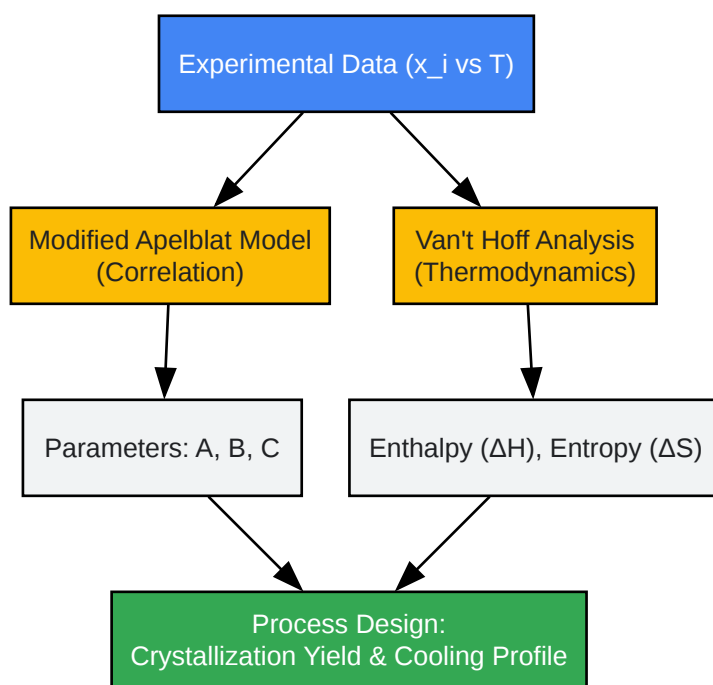 Experimental Data (x_i vs T)
Modified Apelblat Model
(Correlation)
Van't Hoff Analysis
(Thermodynamics)
Parameters: A, B, C
Enthalpy (ΔH), Entropy (ΔS)
Process Design:
Crystallization Yield & Cooling Profile